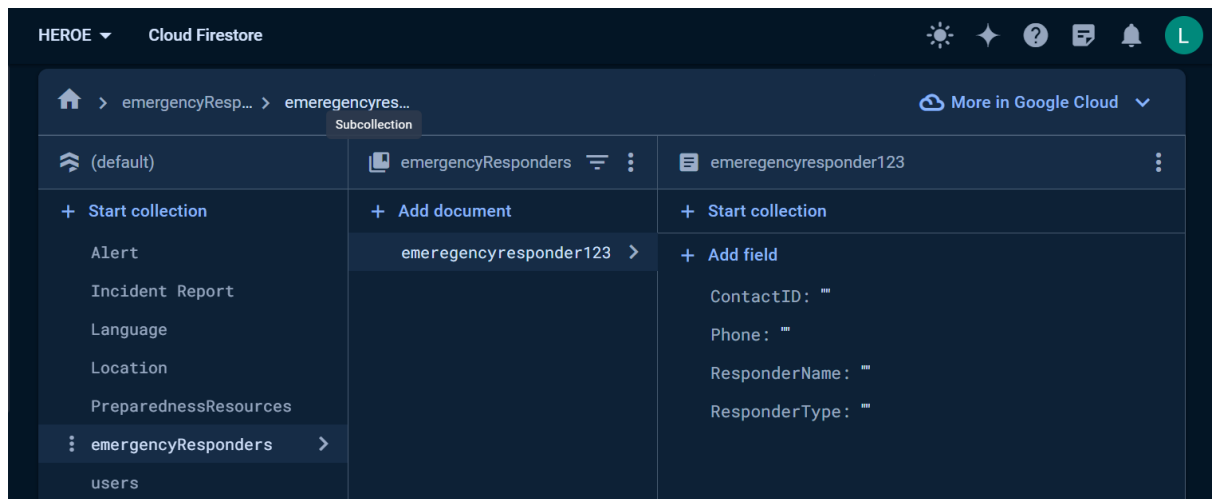 HEROE Cloud Firestore L
emergencyResp... > emeregencyres... More in Google Cloud
Subcollection
(default) emergencyResponders emeregencyresponder123
+ Start collection + Add document + Start collection
Alert emeregencyresponder123 > + Add field
Incident Report ContactID: ""
Language Phone: ""
Location ResponderName: ""
PreparednessResources ResponderType: ""
emergencyResponders >
users